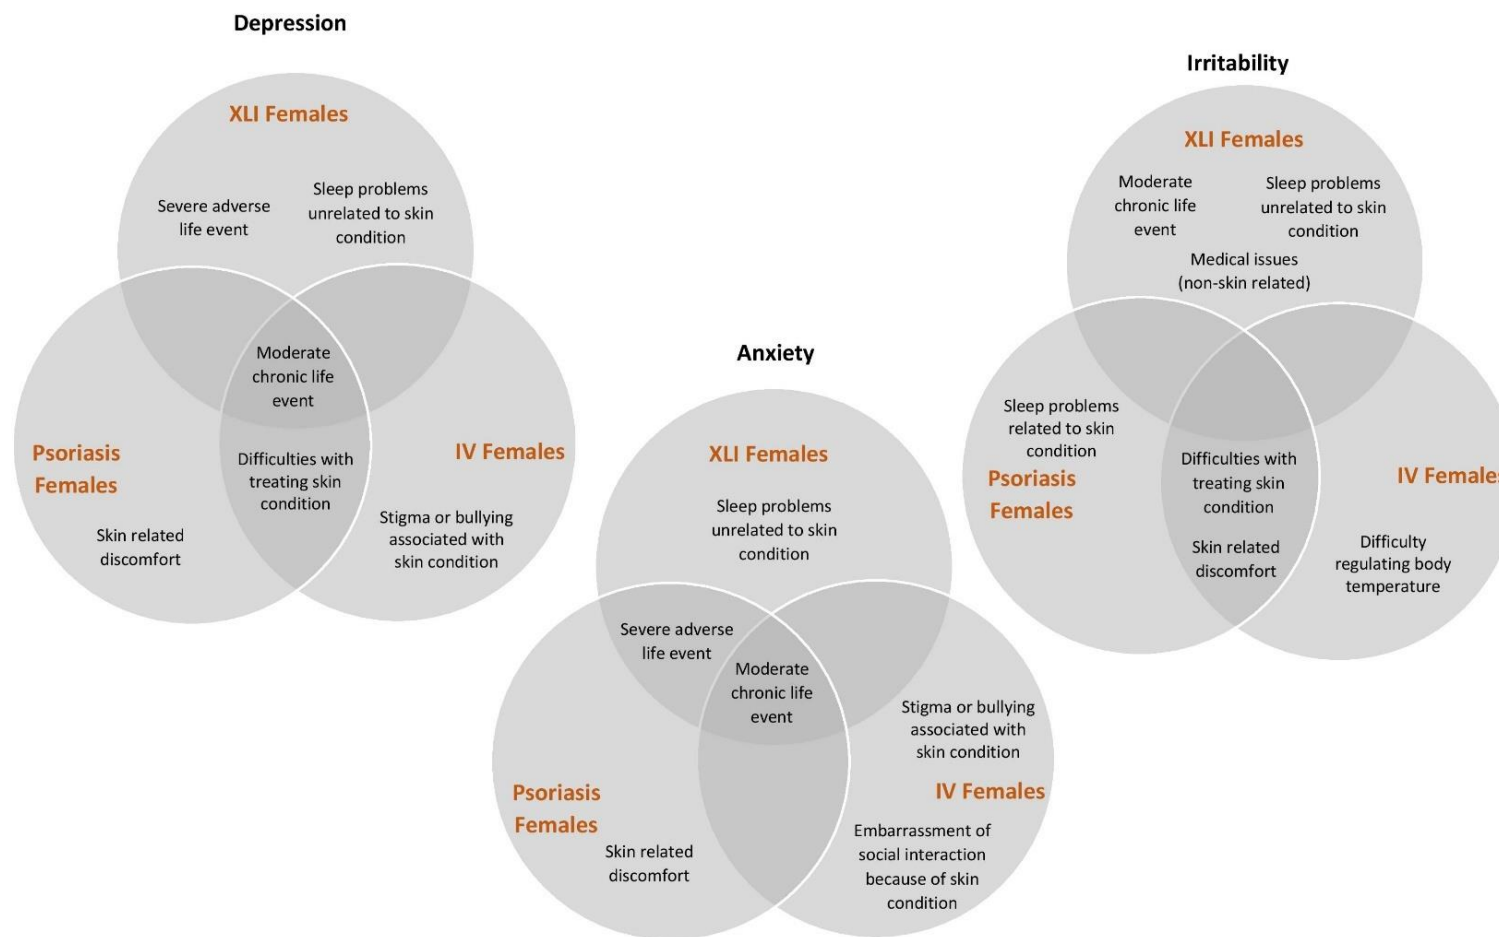 Depression
XLI Females
Severe adverse
life event
Sleep problems
unrelated to skin
condition
Moderate
chronic life
event
Psoriasis
Females
IV Females
Difficulties with
treating skin
condition
Skin related
discomfort
Stigma or bullying
associated with
skin condition
Anxiety
XLI Females
Sleep problems
unrelated to skin
condition
Severe adverse
life event
Moderate
chronic life
event
Stigma or bullying
associated with
skin condition
Psoriasis
Females
IV Females
Skin related
discomfort
Embarrassment of
social interaction
because of skin
condition
Irritability
XLI Females
Moderate
chronic life
event
Sleep problems
unrelated to skin
condition
Medical issues
(non-skin related)
Sleep problems
related to skin
condition
Psoriasis
Females
Difficulties with
treating skin
condition
IV Females
Skin related
discomfort
Difficulty
regulating body
temperature